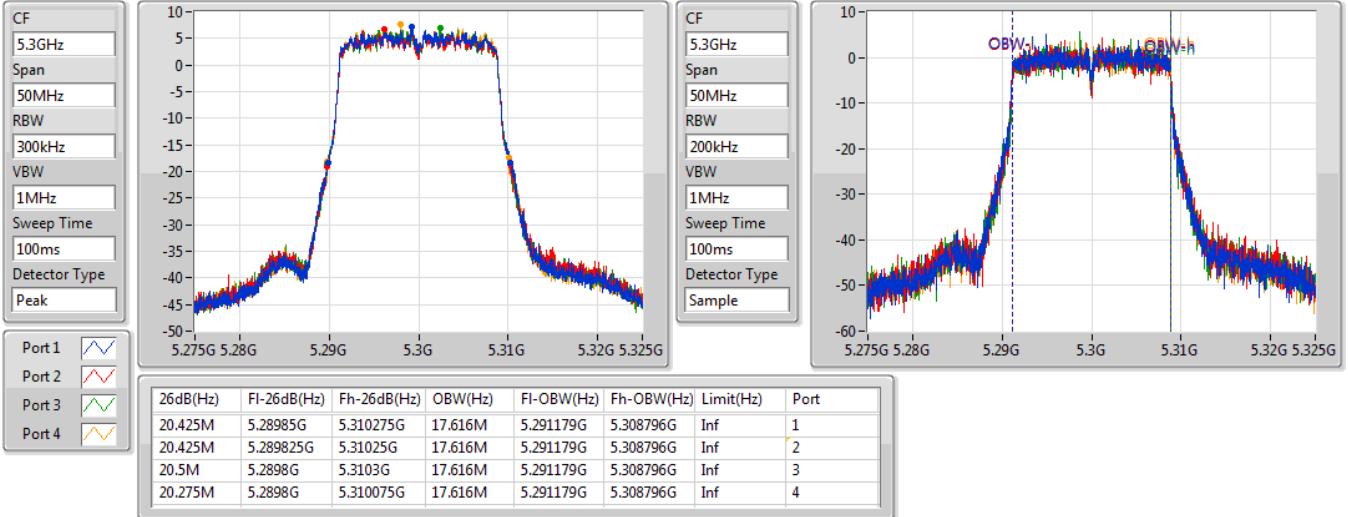 CF
5.3GHz
Span
50MHz
RBW
300kHz
VBW
1MHz
Sweep Time
100ms
Detector Type
Peak
10
5
0
-5
-10
-15
-20
-25
-30
-35
-40
-45
-50
5.275G 5.28G 5.29G 5.3G 5.31G 5.32G 5.325G
CF
5.3GHz
Span
50MHz
RBW
200kHz
VBW
1MHz
Sweep Time
100ms
Detector Type
Sample
10
0
-10
-20
-30
-40
-50
-60
OBW-l OBW-h
5.275G 5.28G 5.29G 5.3G 5.31G 5.32G 5.325G
Port 1
Port 2
Port 3
Port 4
26dB(Hz) Fl-26dB(Hz) Fh-26dB(Hz) OBW(Hz) Fl-OBW(Hz) Fh-OBW(Hz) Limit(Hz) Port
20.425M 5.28985G 5.310275G 17.616M 5.291179G 5.308796G Inf 1
20.425M 5.289825G 5.31025G 17.616M 5.291179G 5.308796G Inf 2
20.5M 5.2898G 5.3103G 17.616M 5.291179G 5.308796G Inf 3
20.275M 5.2898G 5.310075G 17.616M 5.291179G 5.308796G Inf 4